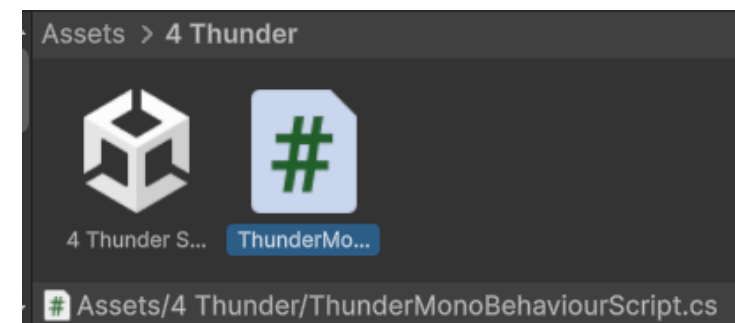 Assets > 4 Thunder
#
4 Thunder S... ThunderMo...
# Assets/4 Thunder/ThunderMonoBehaviourScript.cs